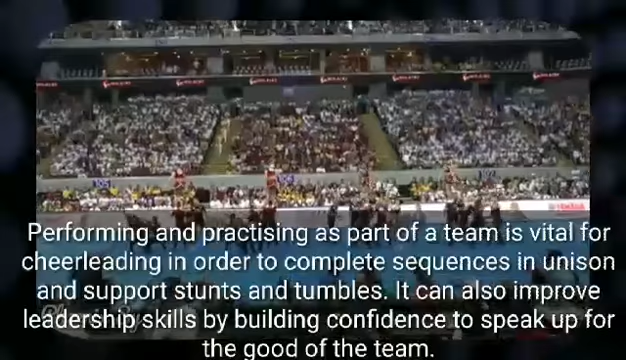 Performing and practising as part of a team is vital for
cheerleading in order to complete sequences in unison
and support stunts and tumbles. It can also improve
leadership skills by building confidence to speak up for
the good of the team.